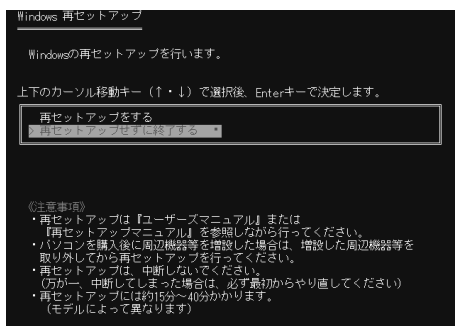 Windows 再セットアップ
Windowsの再セットアップを行います。
上下のカーソル移動キー（↑・↓）で選択後、Enterキーで決定します。
再セットアップをする
> 再セットアップせずに終了する *
《注意事項》
・再セットアップは『ユーザーズマニュアル』または
『再セットアップマニュアル』を参照しながら行ってください。
・パソコンを購入後に周辺機器等を増設した場合は、増設した周辺機器等を
取り外してから再セットアップを行ってください。
・再セットアップは、中断しないでください。
(万が一、中断してしまった場合は、必ず最初からやり直してください)
・再セットアップには約15分～40分かかります。
(モデルによって異なります)